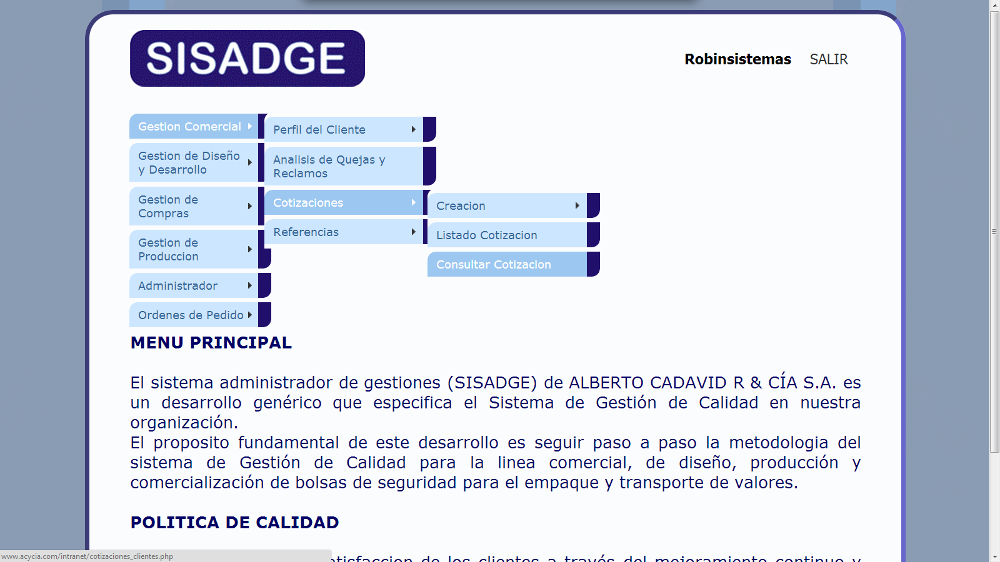 SISADGE
Robinsistemas SALIR
Gestion Comercial
Gestion de Diseño
y Desarrollo
Gestion de
Compras
Gestion de
Produccion
Administrador
Ordenes de Pedido
Perfil del Cliente
Analisis de Quejas y
Reclamos
Cotizaciones
Referencias
Creacion
Listado Cotizacion
Consultar Cotizacion
MENU PRINCIPAL
El sistema administrador de gestiones (SISADGE) de ALBERTO CADAVID R & CÍA S.A. es
un desarrollo genérico que especifica el Sistema de Gestión de Calidad en nuestra
organización.
El proposito fundamental de este desarrollo es seguir paso a paso la metodologia del
sistema de Gestión de Calidad para la linea comercial, de diseño, producción y
comercialización de bolsas de seguridad para el empaque y transporte de valores.
POLITICA DE CALIDAD
de los clientes a través del mejoramiento continuo y
www.acycia.com/intranet/cotizaciones_clientes.php